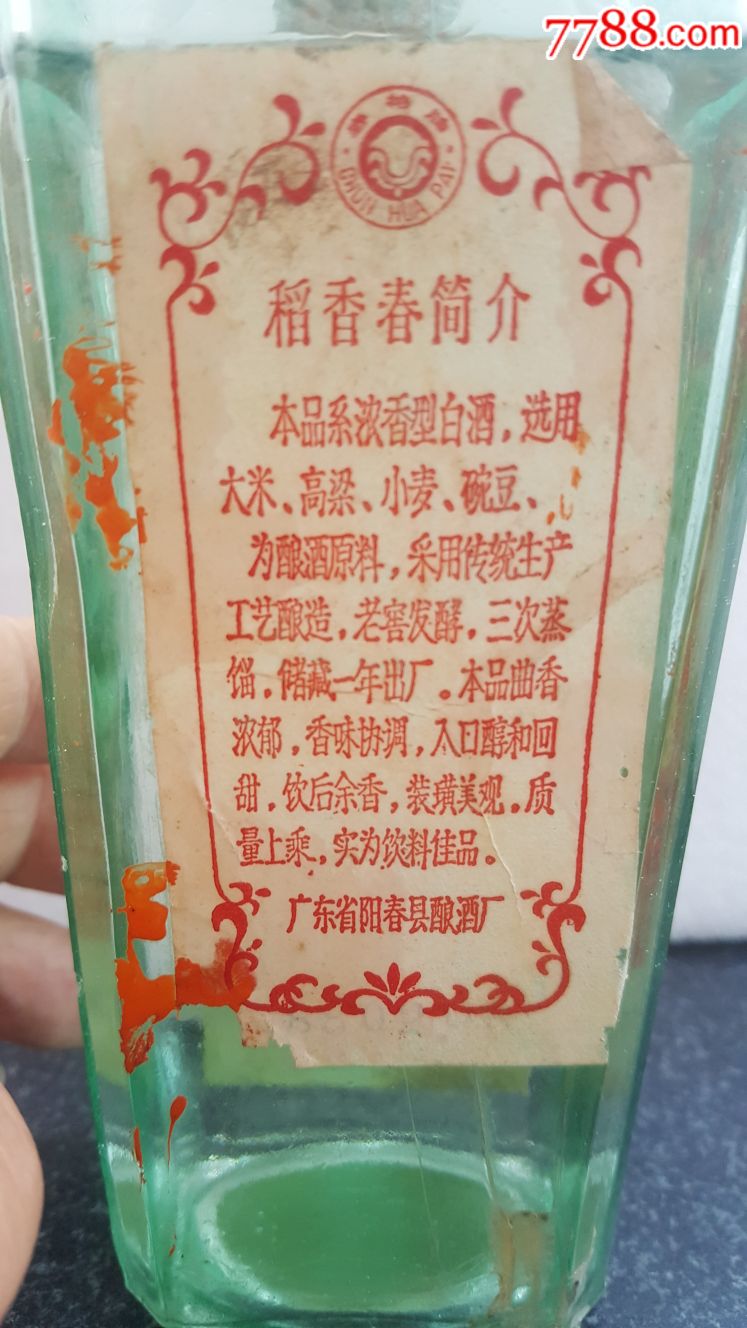 7788.com
CHUN HUA PAI
稻香春简介
本品系浓香型白酒，选用
大米、高梁、小麦、碗豆、
为酿酒原料，采用传统生产
工艺酿造，老窖发酵，三次蒸
馏，储藏一年出厂。本品曲香
浓郁，香味协调，入口醇和回
甜，饮后余香，装璜美观，质
量上乘，实为饮料佳品。
广东省阳春县酿酒厂